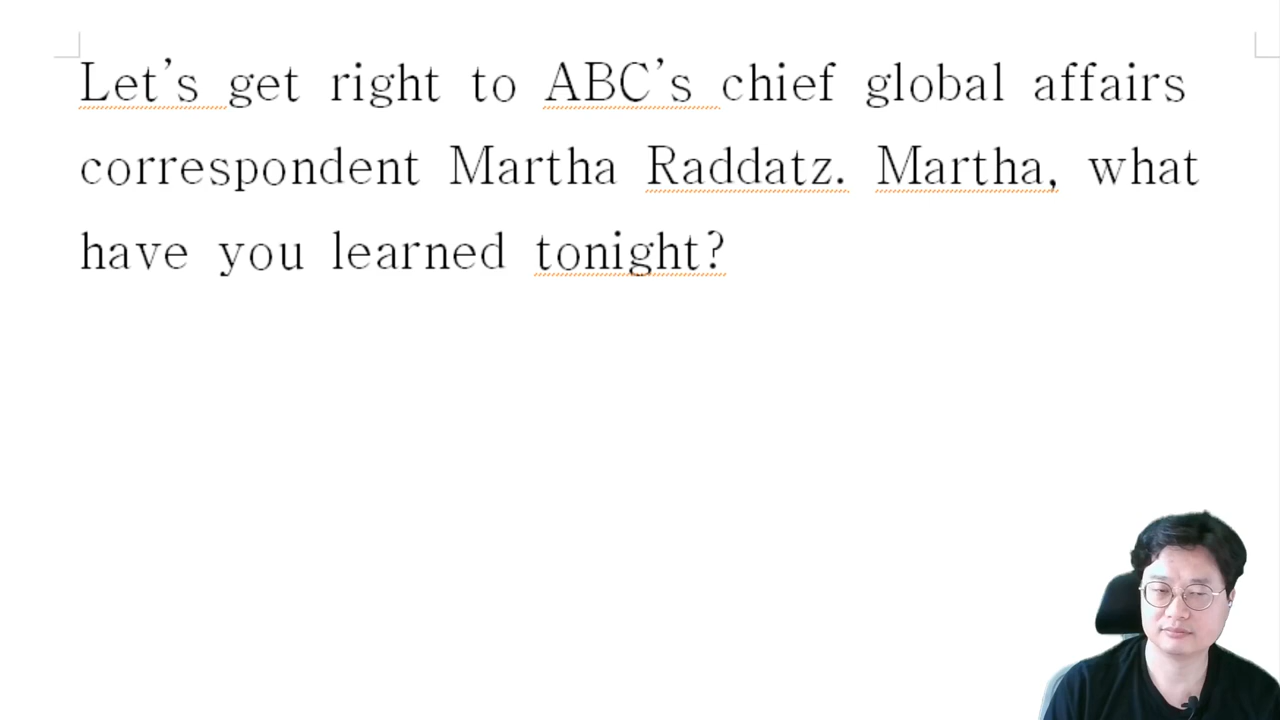 Let’s get right to ABC’s chief global affairs
correspondent Martha Raddatz. Martha, what
have you learned tonight?